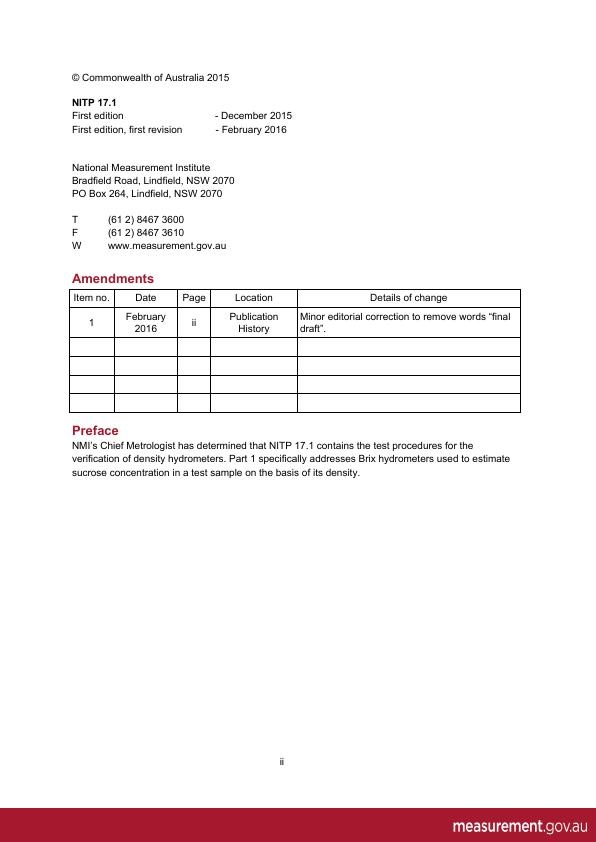 © Commonwealth of Australia 2015
NITP 17.1
First edition - December 2015
First edition, first revision - February 2016
National Measurement Institute
Bradfield Road, Lindfield, NSW 2070
PO Box 264, Lindfield, NSW 2070
T (61 2) 8467 3600
F (61 2) 8467 3610
W www.measurement.gov.au
Amendments
Item no. Date Page Location Details of change
1 February 2016 ii Publication History Minor editorial correction to remove words “final draft”.
Preface
NMI’s Chief Metrologist has determined that NITP 17.1 contains the test procedures for the
verification of density hydrometers. Part 1 specifically addresses Brix hydrometers used to estimate
sucrose concentration in a test sample on the basis of its density.
ii
measurement.gov.au